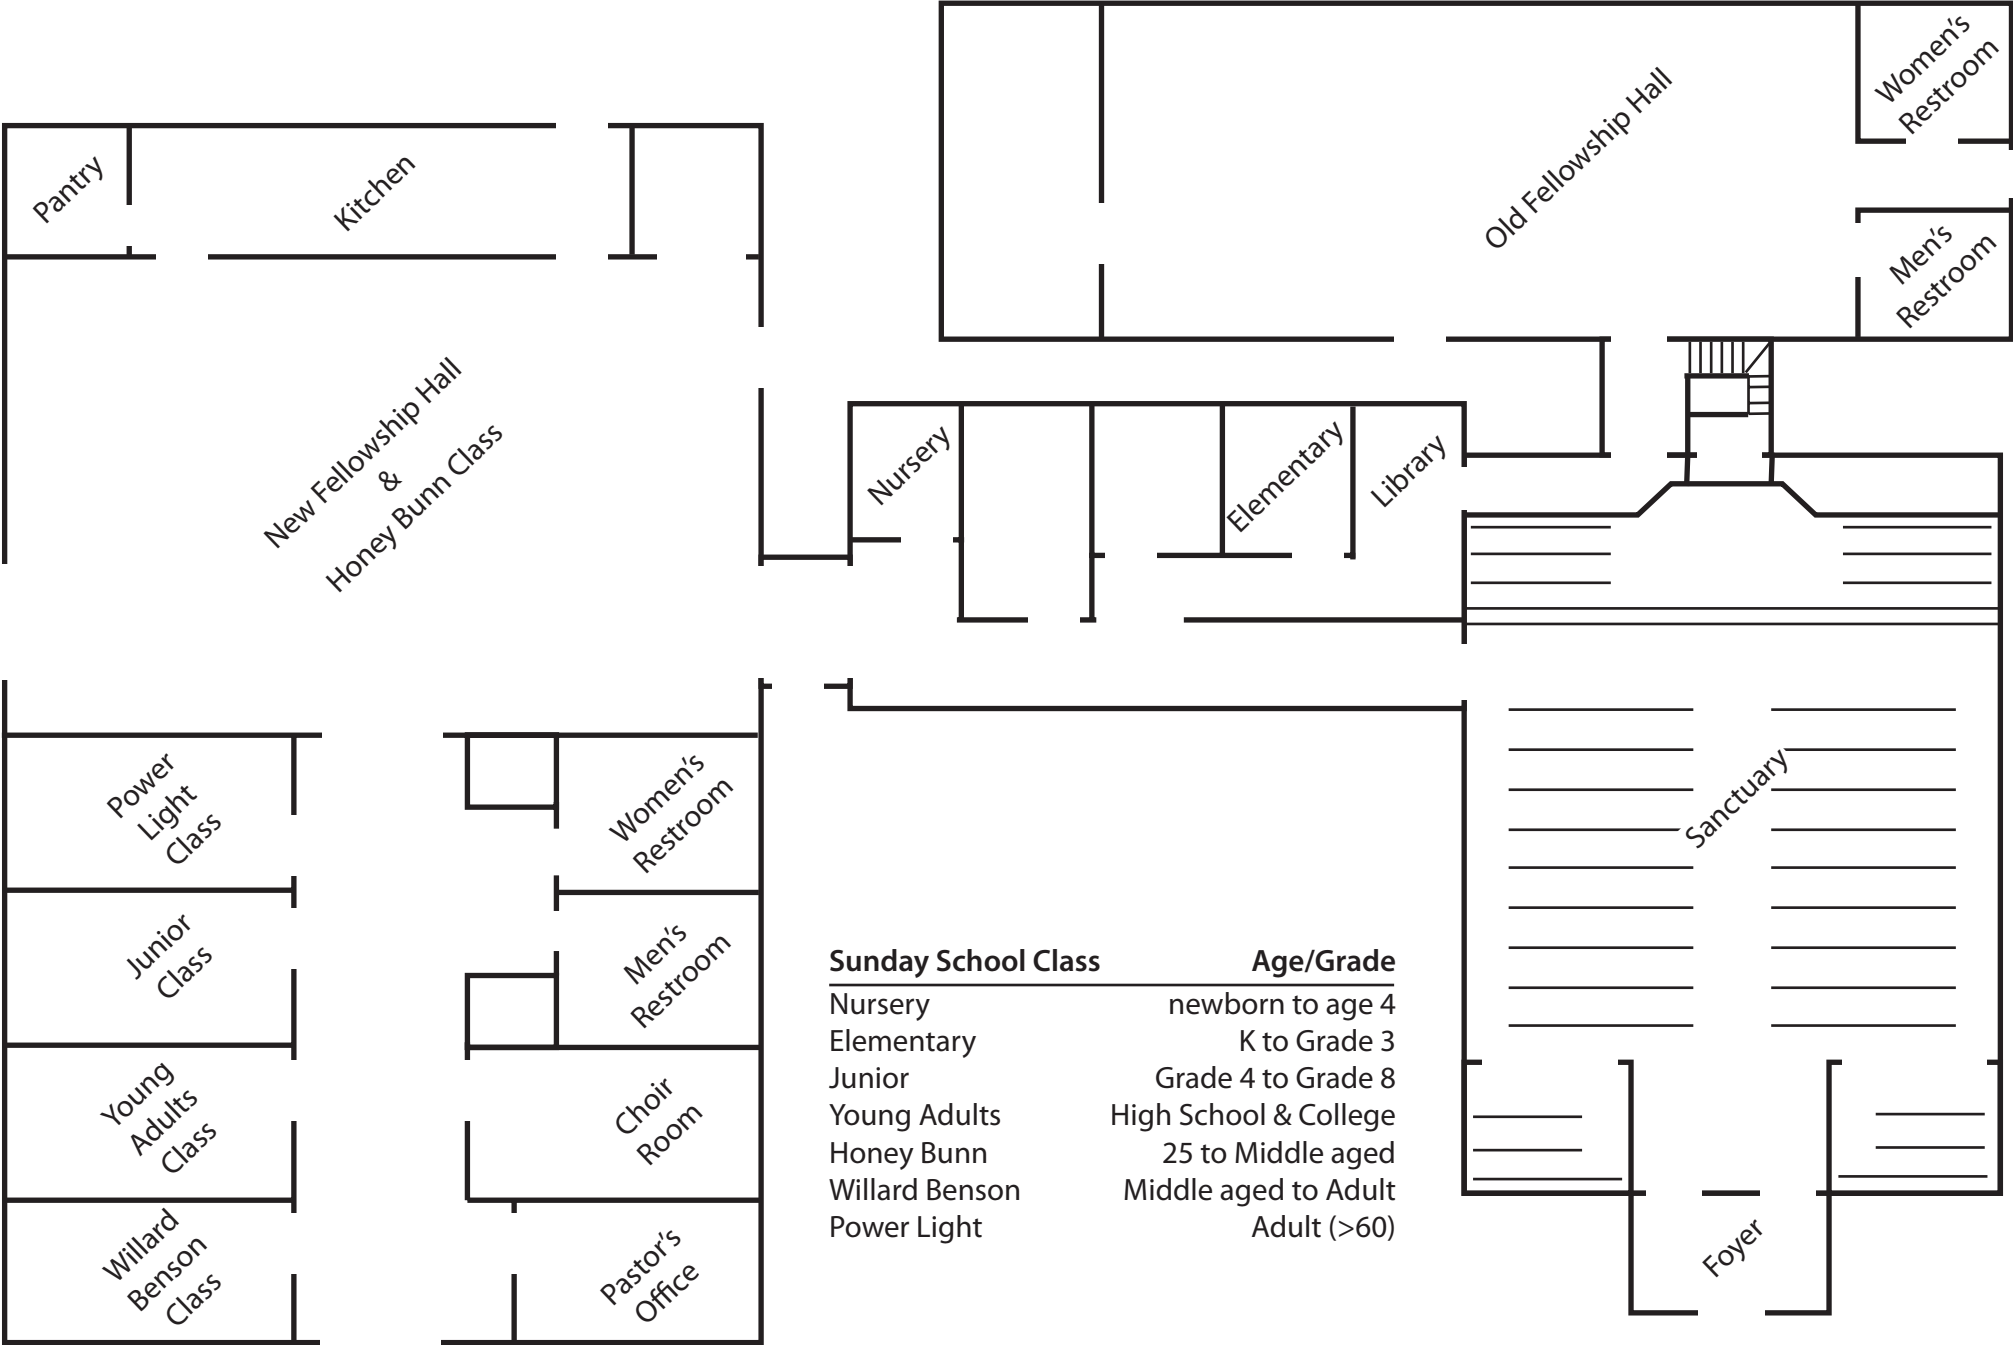 Women's
Restroom
Old Fellowship Hall
Men's
Restroom
Pantry
Kitchen
New Fellowship Hall
&
Honey Bunn Class
Nursery
Elementary
Library
Power
Light
Class
Women's
Restroom
Sanctuary
Junior
Class
Men's
Restroom
Young
Adults
Class
Choir
Room
Willard
Benson
Class
Pastor's
Office
Foyer
Sunday School Class Age/Grade
Nursery newborn to age 4
Elementary K to Grade 3
Junior Grade 4 to Grade 8
Young Adults High School & College
Honey Bunn 25 to Middle aged
Willard Benson Middle aged to Adult
Power Light Adult (>60)